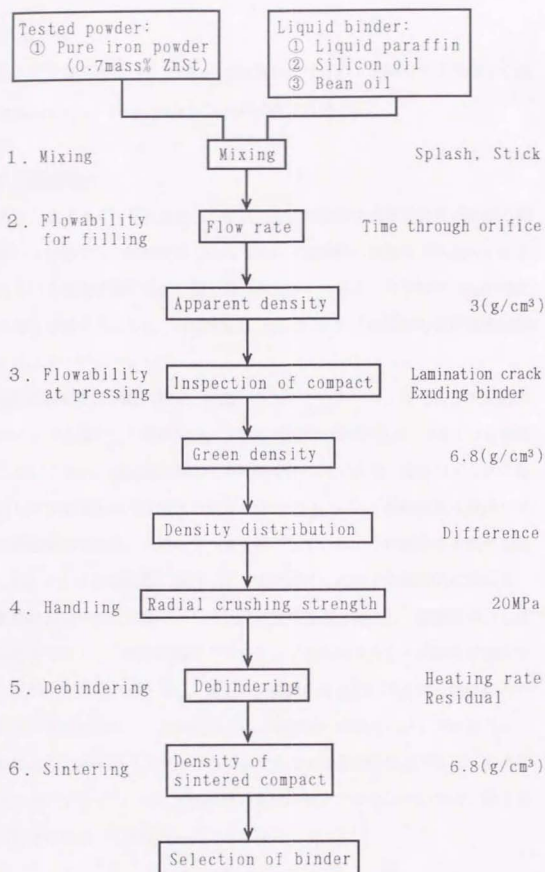 Tested powder:
① Pure iron powder
(0.7mass% ZnSt)
Liquid binder:
① Liquid paraffin
② Silicon oil
③ Bean oil
1. Mixing
Mixing
Splash, Stick
2. Flowability
for filling
Flow rate
Time through orifice
Apparent density
3(g/cm³)
3. Flowability
at pressing
Inspection of compact
Lamination crack
Exuding binder
Green density
6.8(g/cm³)
Density distribution
Difference
4. Handling
Radial crushing strength
20MPa
5. Debindering
Debindering
Heating rate
Residual
6. Sintering
Density of
sintered compact
6.8(g/cm³)
Selection of binder